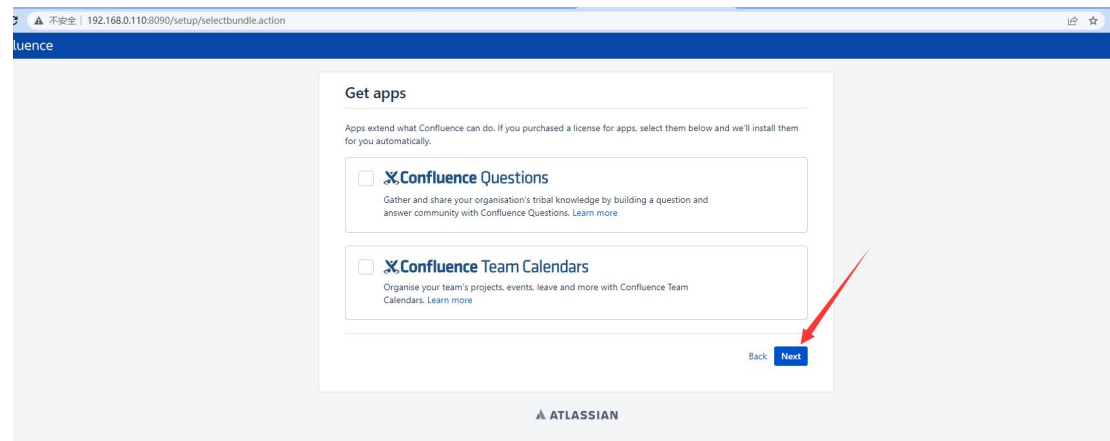 不安全 | 192.168.0.110:8090/setup/selectbundle.action
luence
Get apps
Apps extend what Confluence can do. If you purchased a license for apps, select them below and we'll install them
for you automatically.
Confluence Questions
Gather and share your organisation's tribal knowledge by building a question and
answer community with Confluence Questions. Learn more
Confluence Team Calendars
Organise your team's projects, events, leave and more with Confluence Team
Calendars. Learn more
Back Next
ATLASSIAN